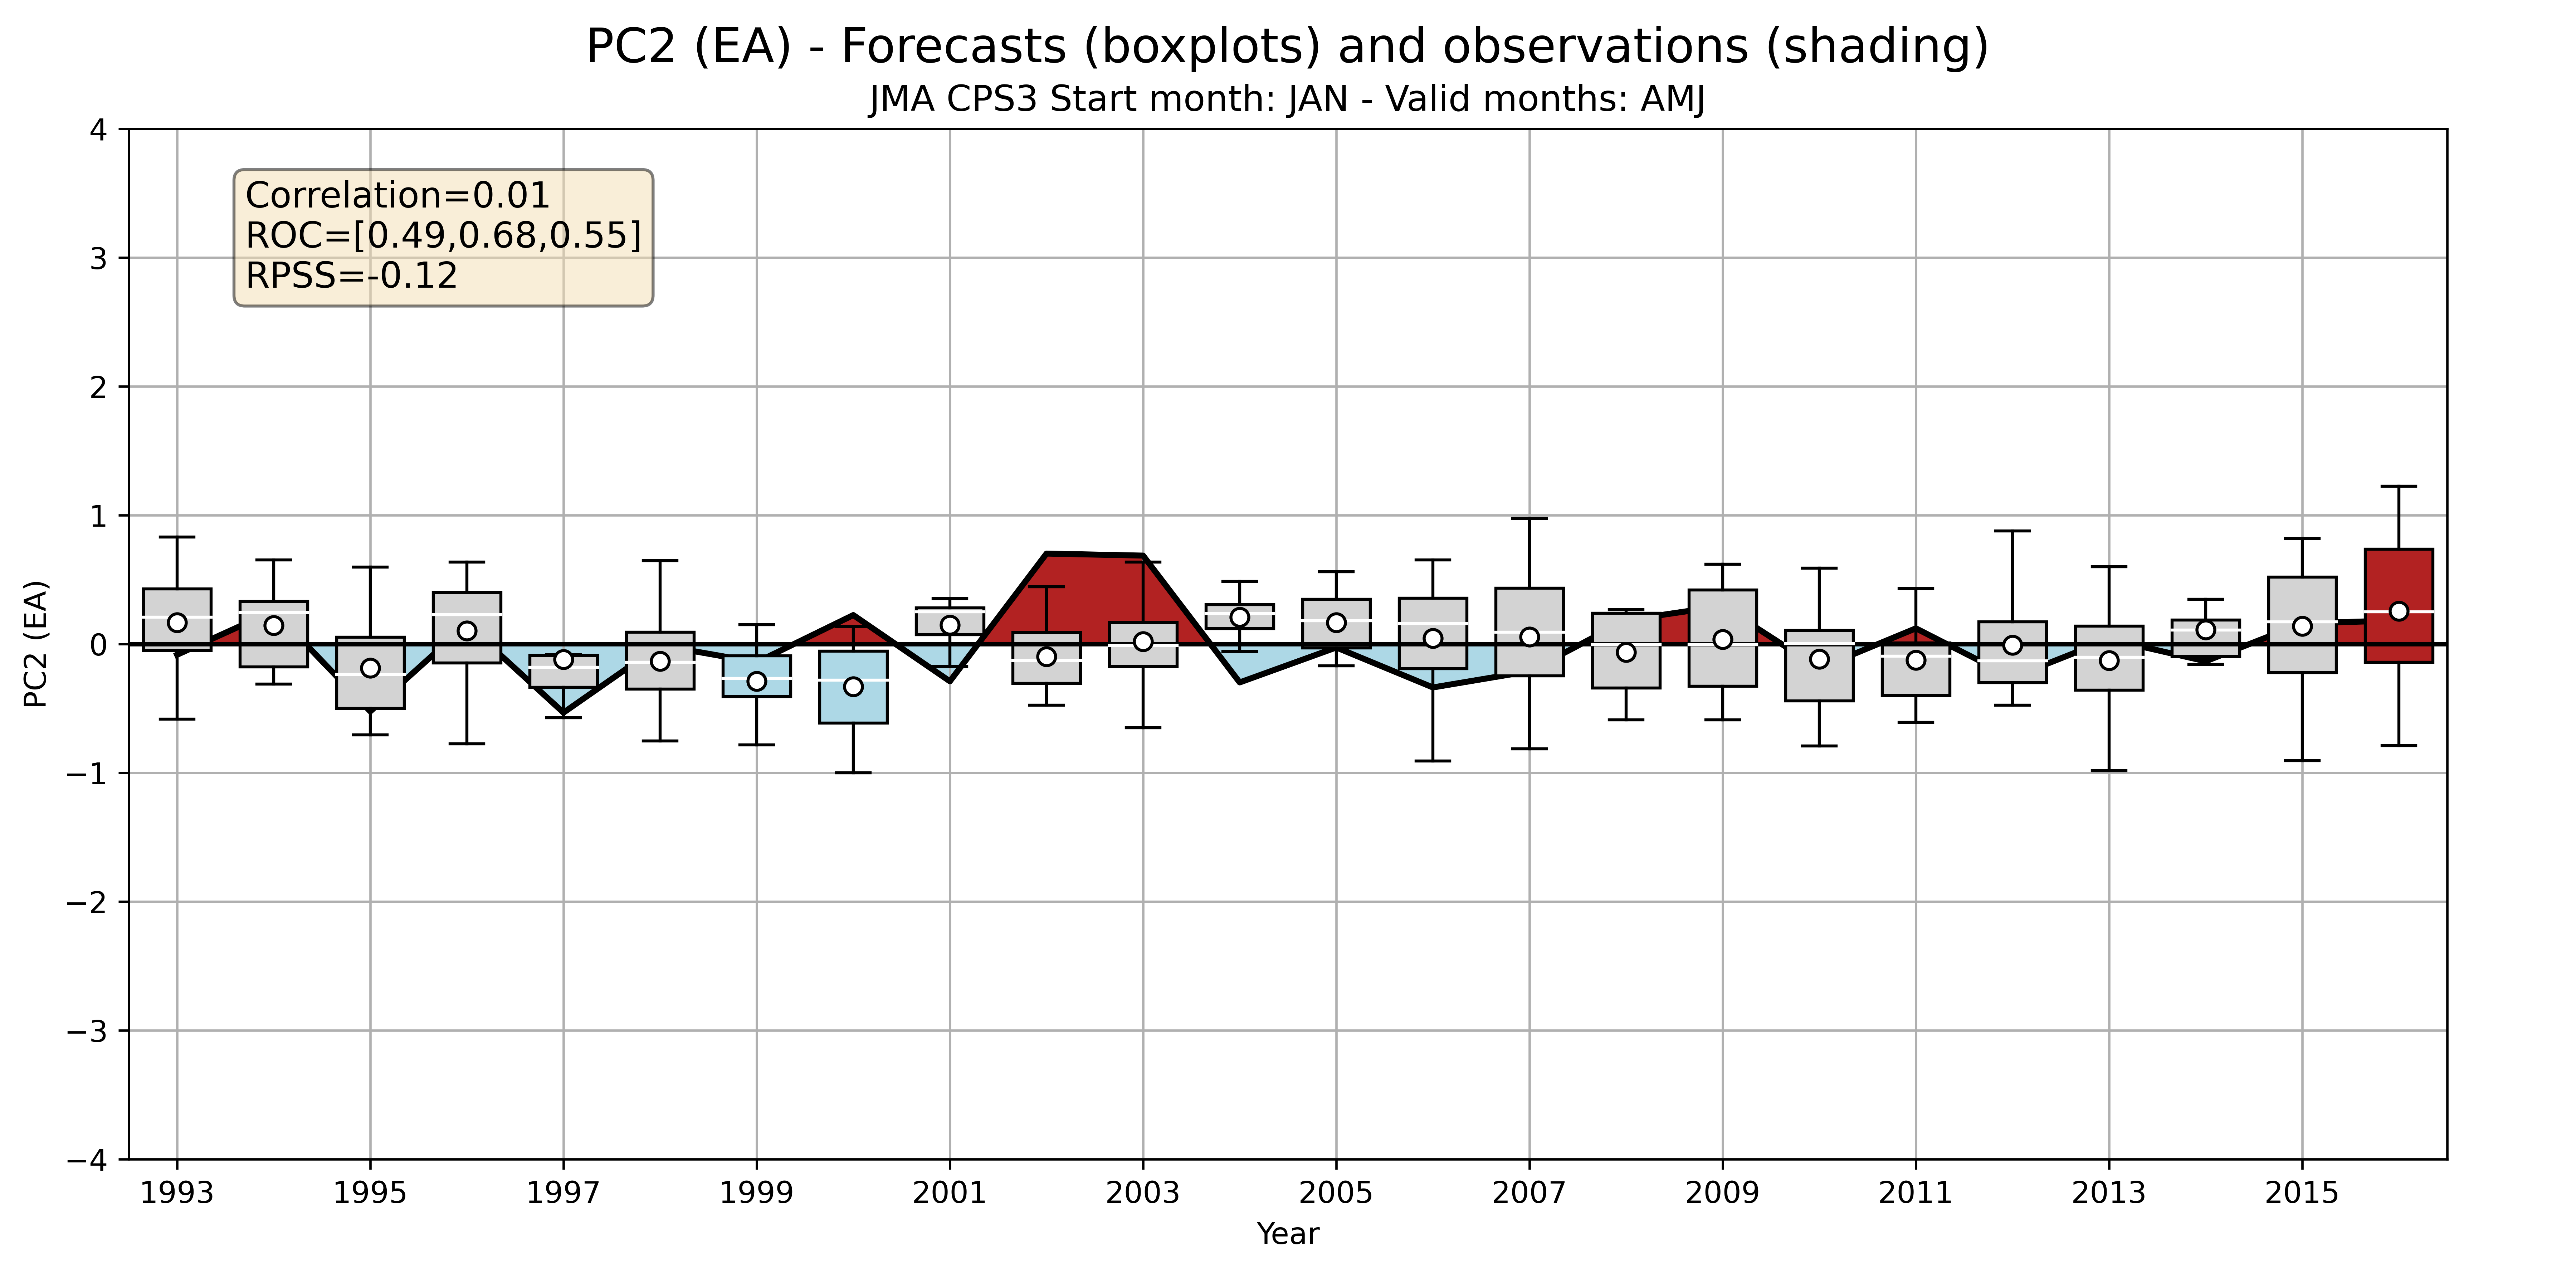 PC2 (EA) - Forecasts (boxplots) and observations (shading)
JMA CPS3 Start month: JAN - Valid months: AMJ
Correlation=0.01
ROC=[0.49,0.68,0.55]
RPSS=-0.12
PC2 (EA)
4
3
2
1
0
−1
−2
−3
−4
1993 1995 1997 1999 2001 2003 2005 2007 2009 2011 2013 2015
Year